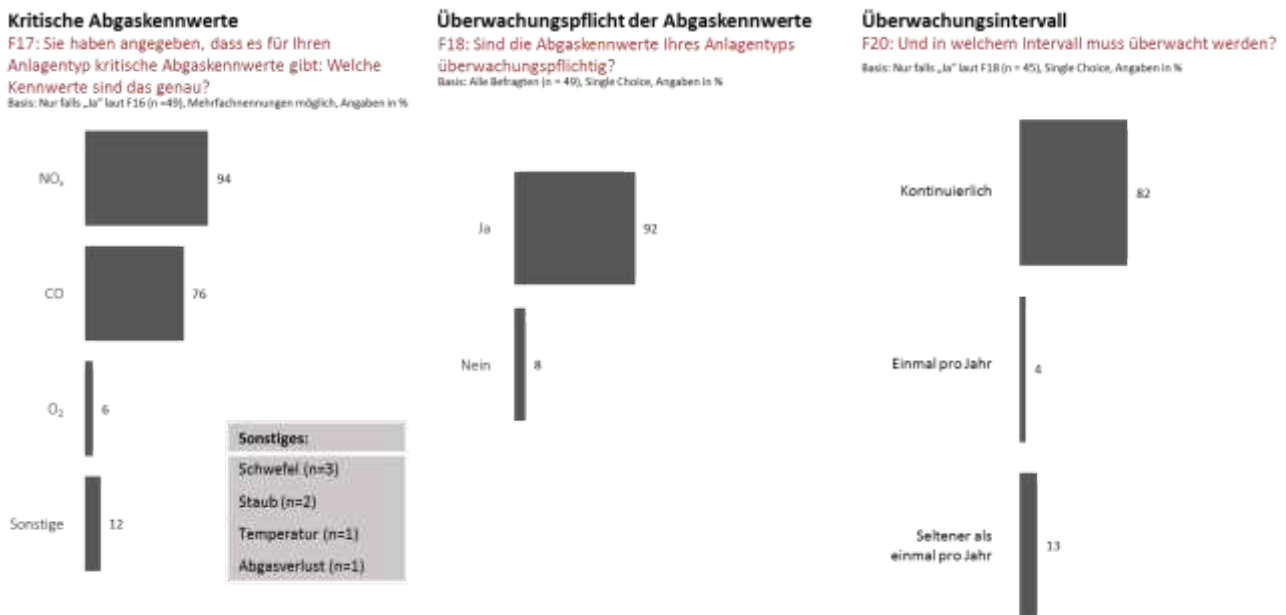 Kritische Abgaskennwerte
F17: Sie haben angegeben, dass es für Ihren
Anlagentyp kritische Abgaskennwerte gibt: Welche
Kennwerte sind das genau?
Basis: Nur falls „Ja" laut F16 (n =49), Mehrfachnennungen möglich, Angaben in %
NOₓ
94
CO
76
O₂
6
Sonstige
12
Sonstiges:
Schwefel (n=3)
Staub (n=2)
Temperatur (n=1)
Abgasverlust (n=1)
Überwachungspflicht der Abgaskennwerte
F18: Sind die Abgaskennwerte Ihres Anlagentyps
überwachungspflichtig?
Basis: Alle Befragten (n = 49), Single Choice, Angaben in %
Ja
92
Nein
8
Überwachungsintervall
F20: Und in welchem Intervall muss überwacht werden?
Basis: Nur falls „Ja" laut F18 (n = 45), Single Choice, Angaben in %
Kontinuierlich
82
Einmal pro Jahr
4
Seltener als
einmal pro Jahr
13